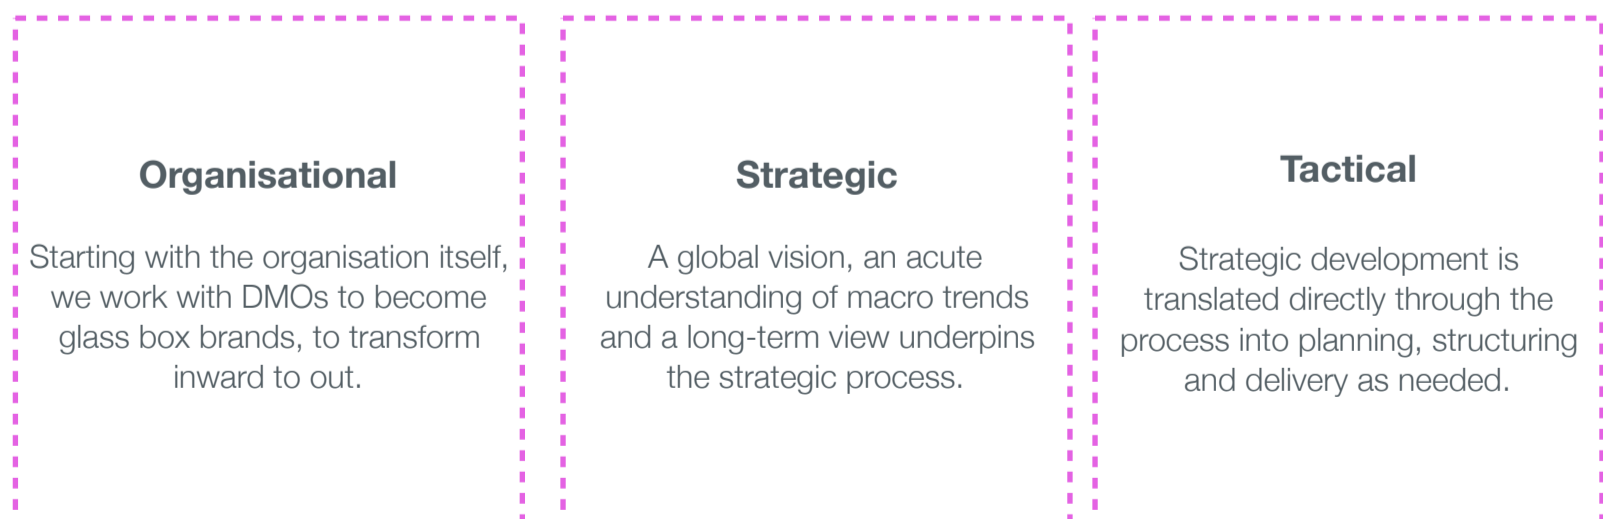 Organisational
Starting with the organisation itself,
we work with DMOs to become
glass box brands, to transform
inward to out.
Strategic
A global vision, an acute
understanding of macro trends
and a long-term view underpins
the strategic process.
Tactical
Strategic development is
translated directly through the
process into planning, structuring
and delivery as needed.